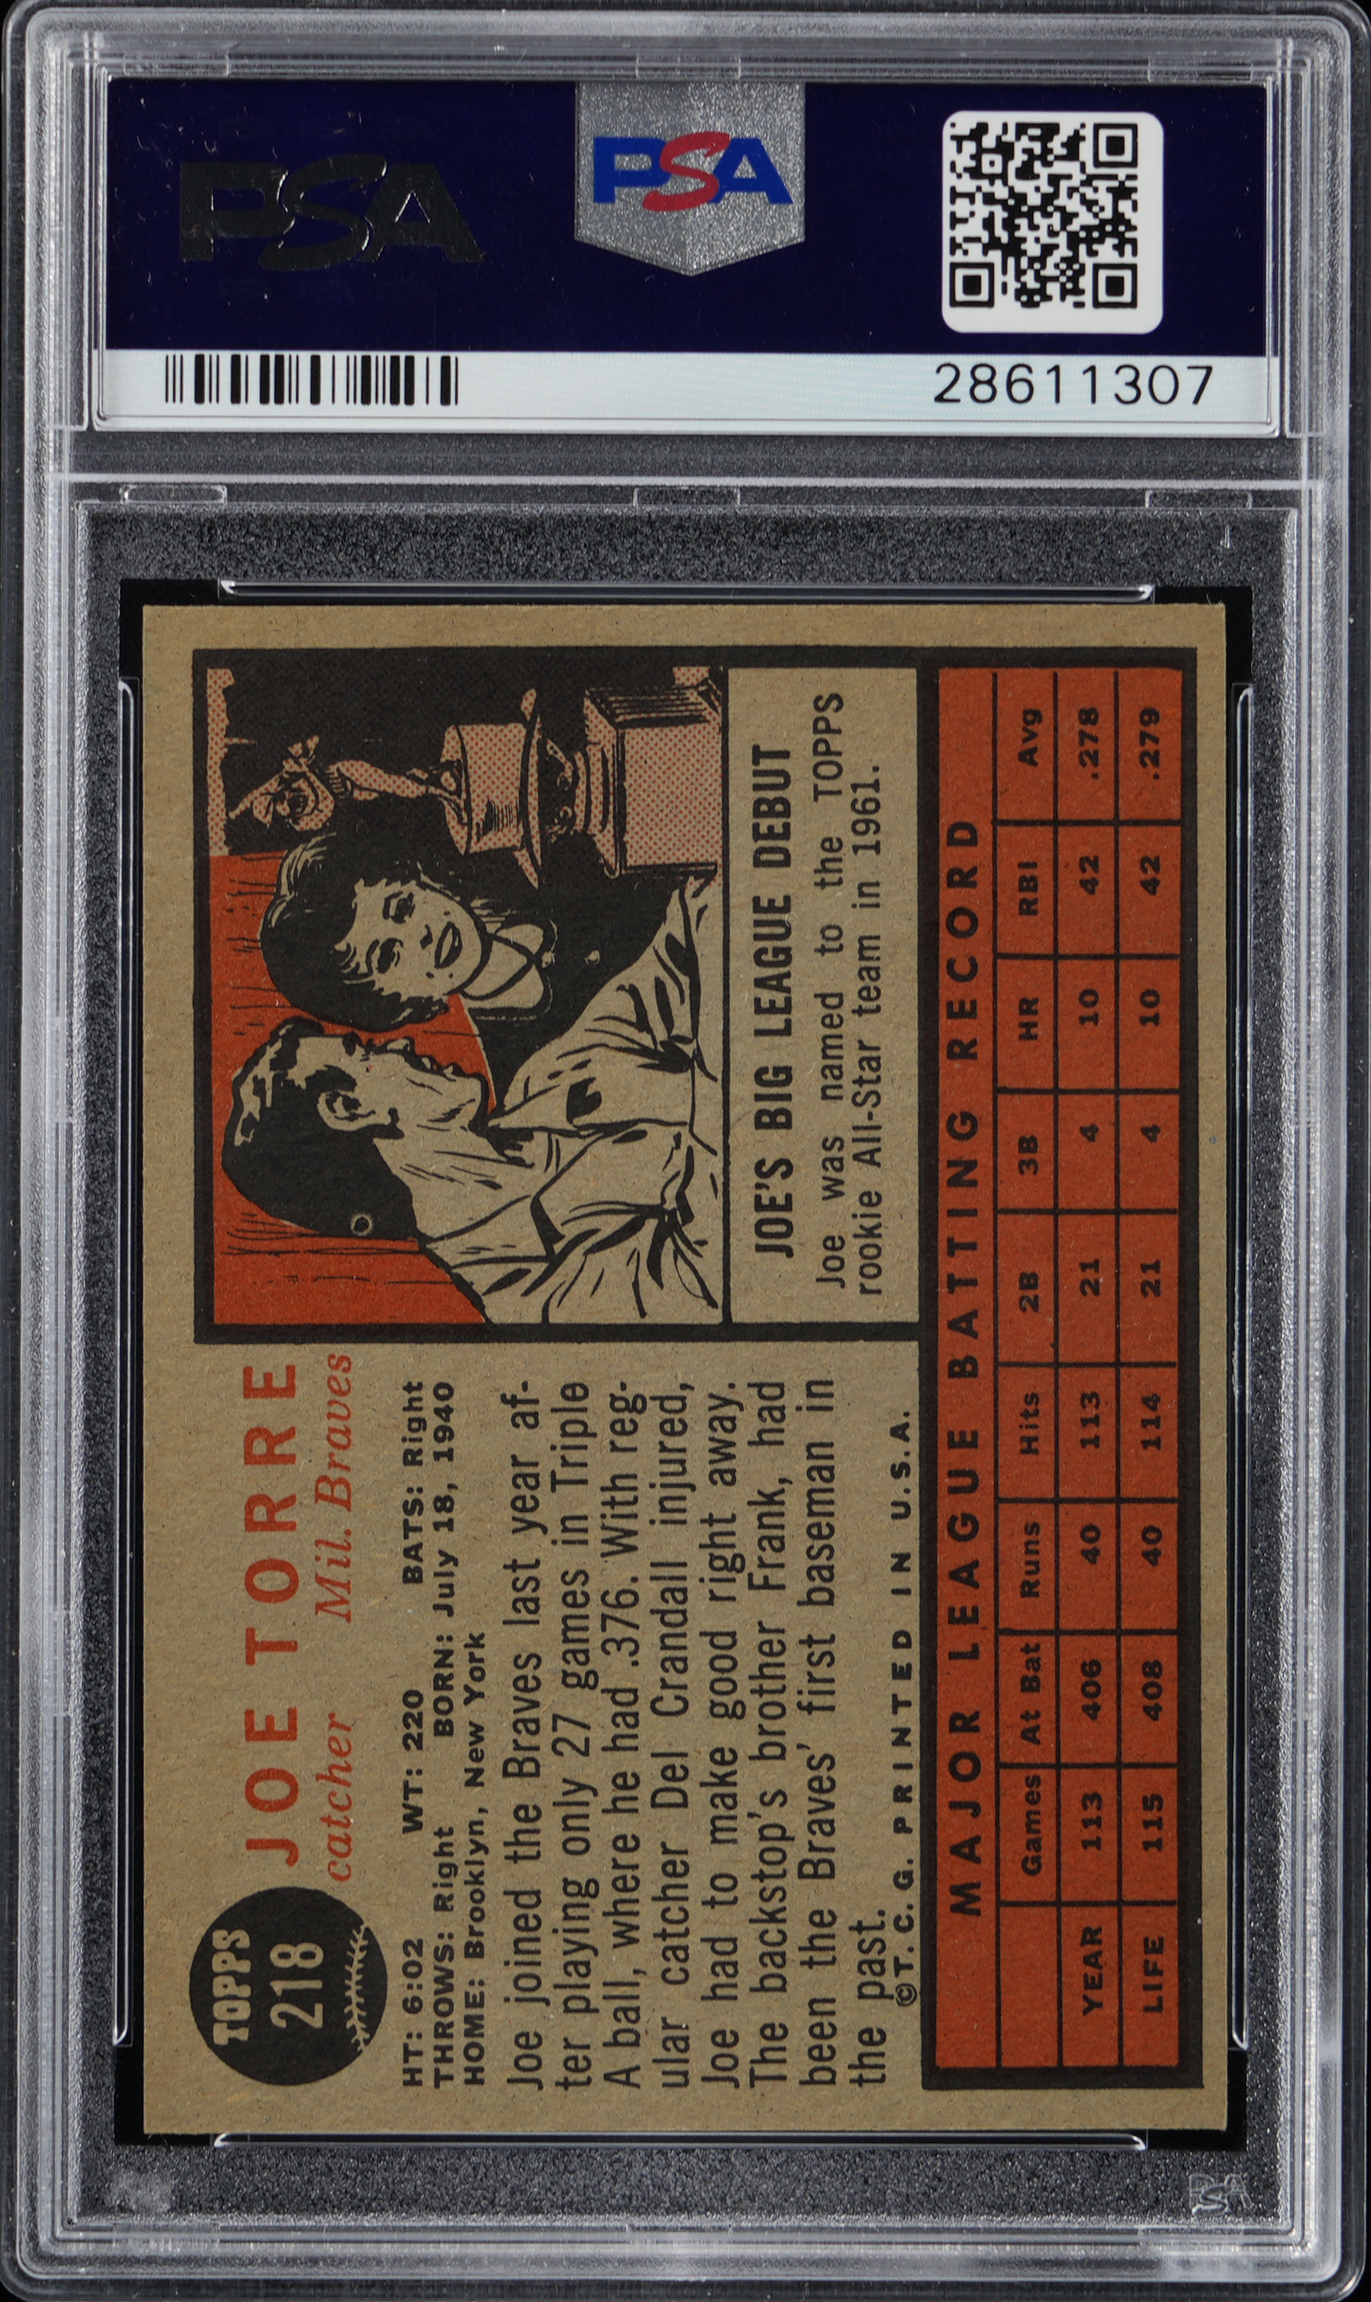 PSA
PSA
28611307
TOPPS
218
JOE TORRE
catcher Mil. Braves
HT: 6:02 WT: 220 BATS: Right
THROWS: Right BORN: July 18, 1940
HOME: Brooklyn, New York
Joe joined the Braves last year af-
ter playing only 27 games in Triple
A ball, where he had .376. With reg-
ular catcher Del Crandall injured,
Joe had to make good right away.
The backstop's brother Frank, had
been the Braves' first baseman in
the past.
©T. C. G. PRINTED IN U.S.A.
JOE'S BIG LEAGUE DEBUT
Joe was named to the TOPPS
rookie All-Star team in 1961.
MAJOR LEAGUE BATTING RECORD
Games At Bat Runs Hits 2B 3B HR RBI Avg
YEAR 113 406 40 113 21 4 10 42 .278
LIFE 115 408 40 114 21 4 10 42 .279
PSA